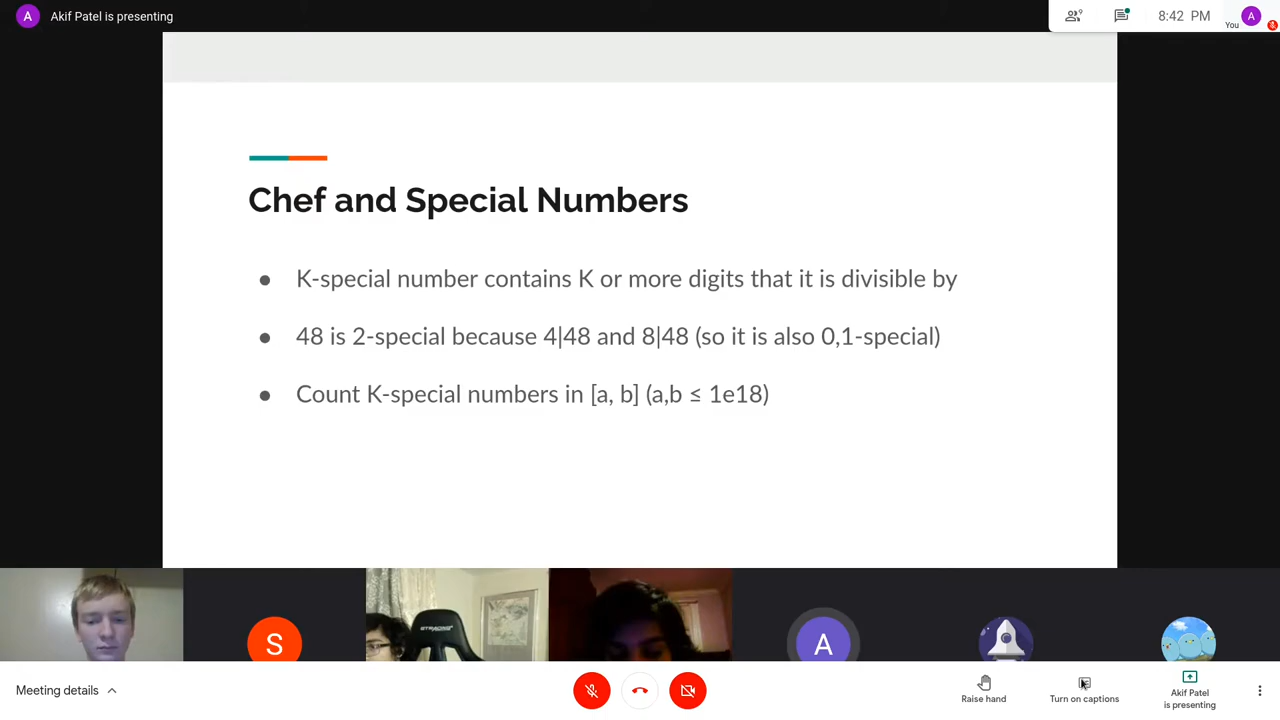 A
Akif Patel is presenting
9
8:42 PM
You
A
Chef and Special Numbers
● K-special number contains K or more digits that it is divisible by
● 48 is 2-special because 4|48 and 8|48 (so it is also 0,1-special)
● Count K-special numbers in [a, b] (a,b ≤ 1e18)
S
STRACING
A
Meeting details
Raise hand
Turn on captions
Akif Patel
is presenting